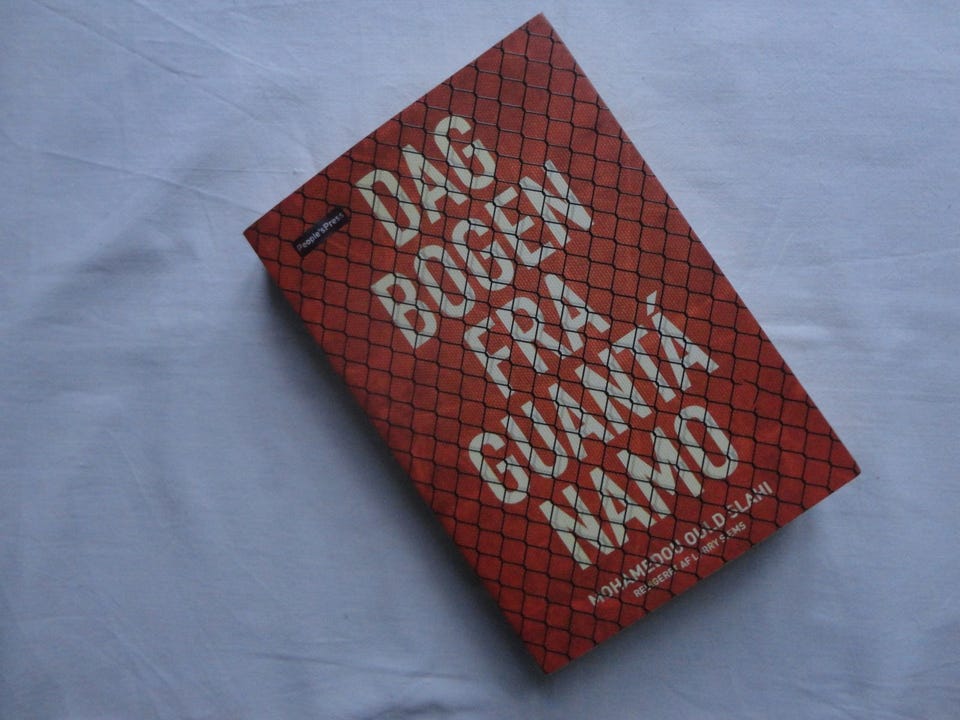 People'sPress
DAG
BOGEN
FRA
GUANTÁ
NAMO
MOHAMEDOU OULD SLAHI
REDIGERET AF LARRY SIEMS